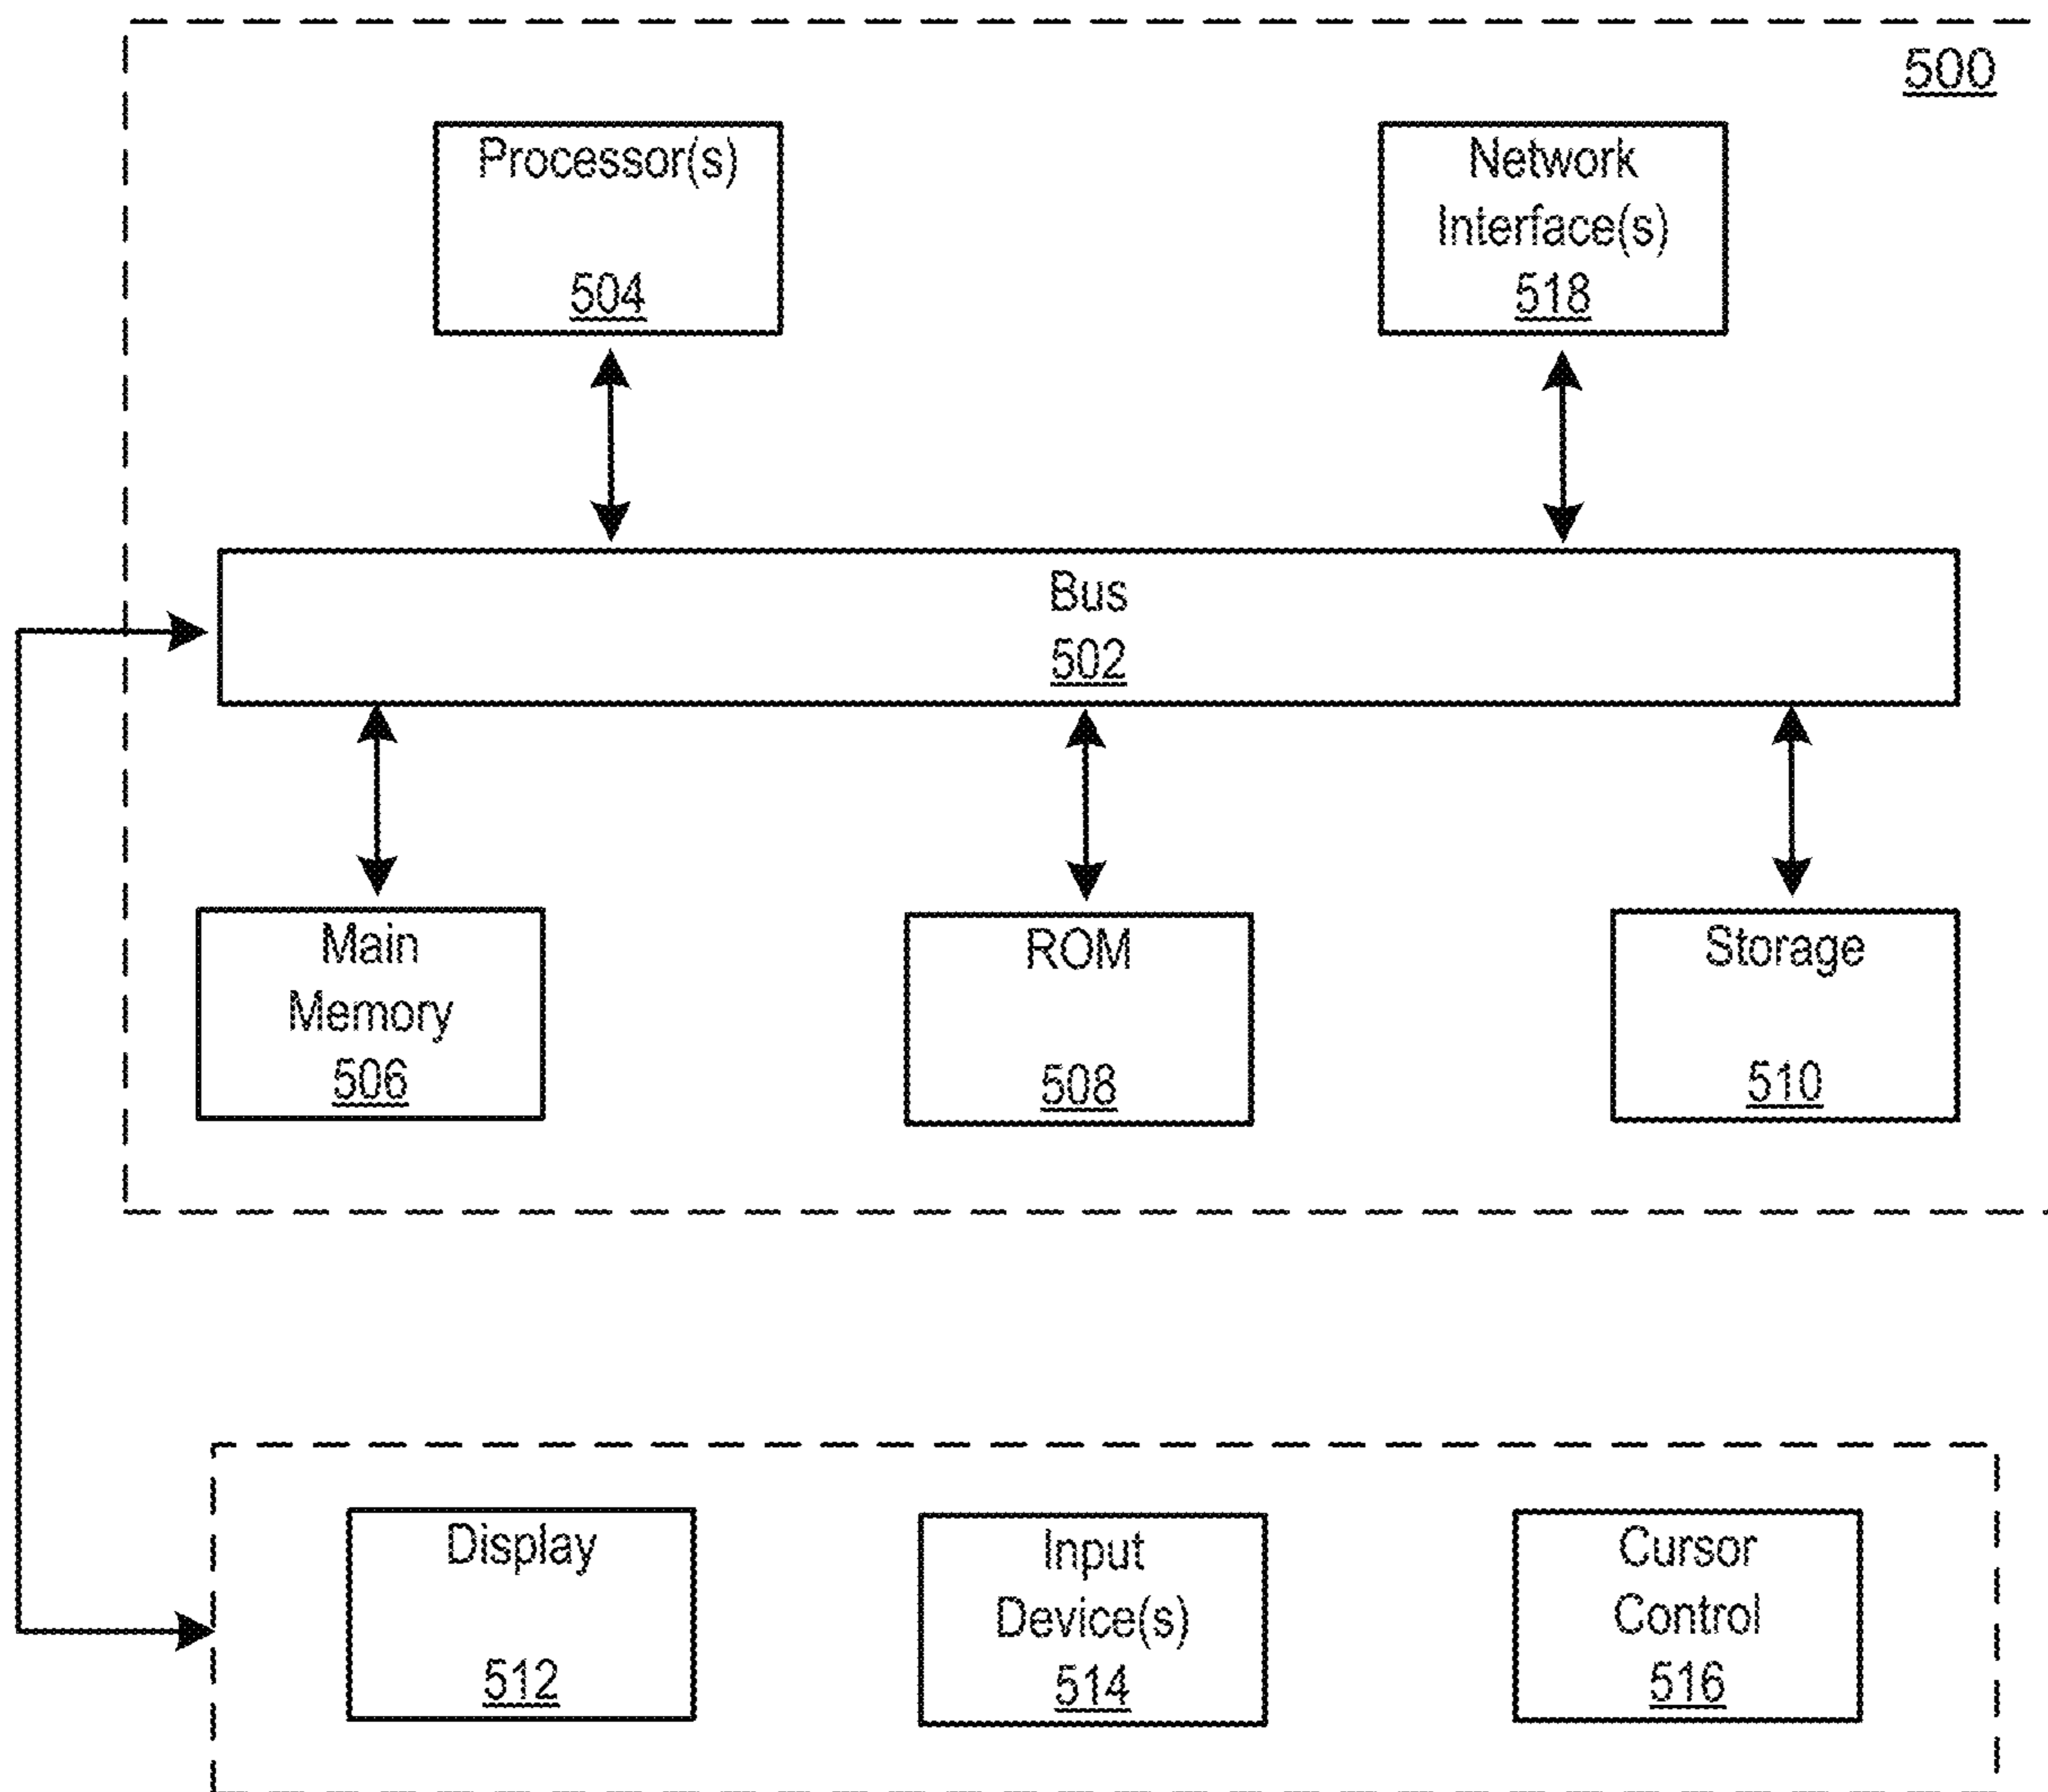 500
Processor(s)
504
Network
Interface(s)
518
Bus
502
Main
Memory
506
ROM
508
Storage
510
Display
512
Input
Device(s)
514
Cursor
Control
516